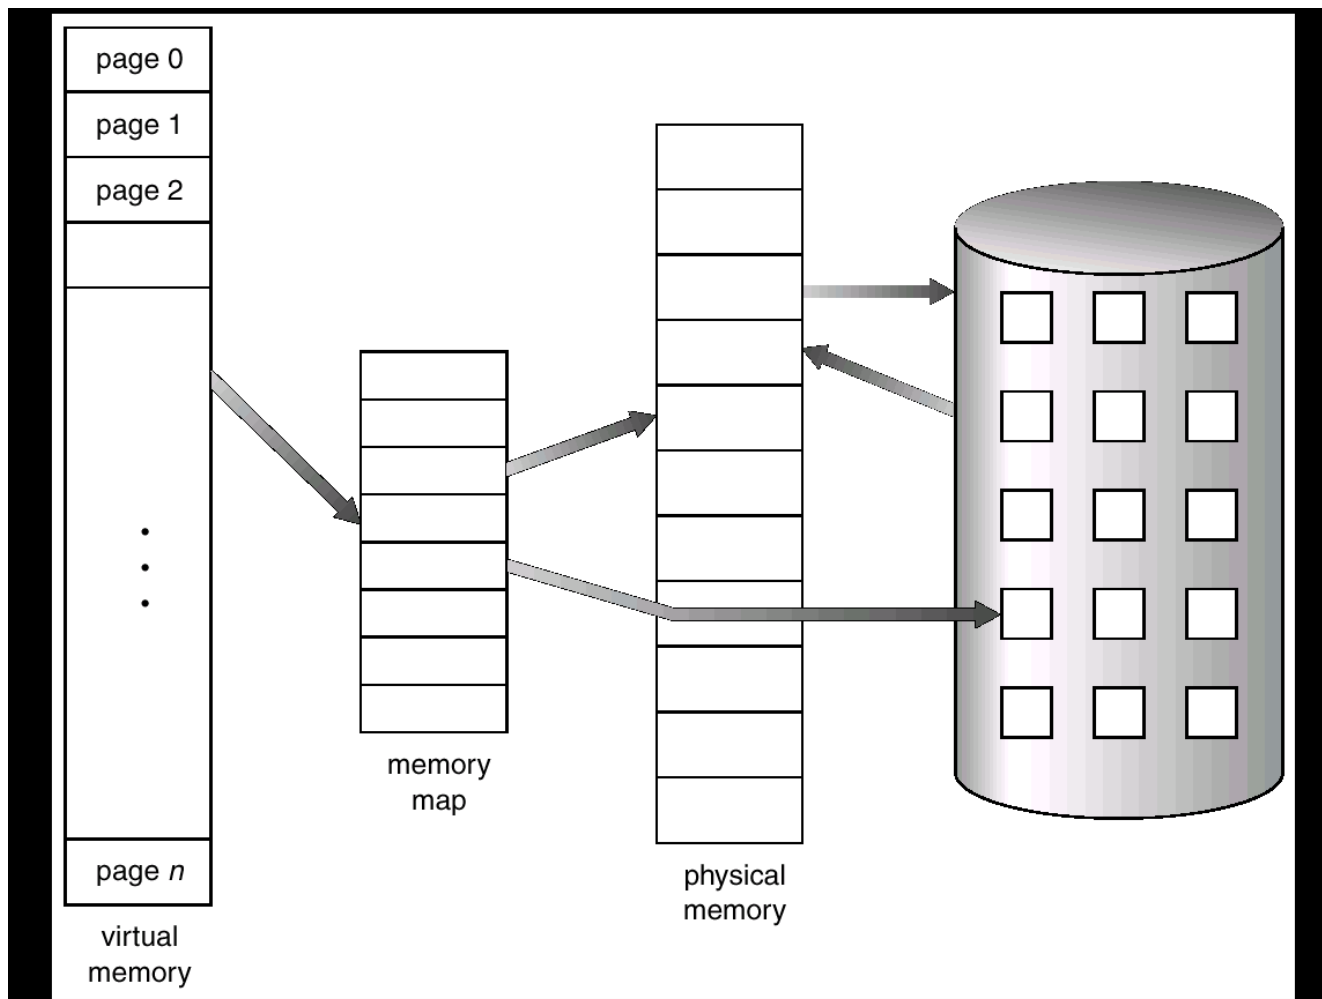 page 0
page 1
page 2
page n
virtual
memory
memory
map
physical
memory